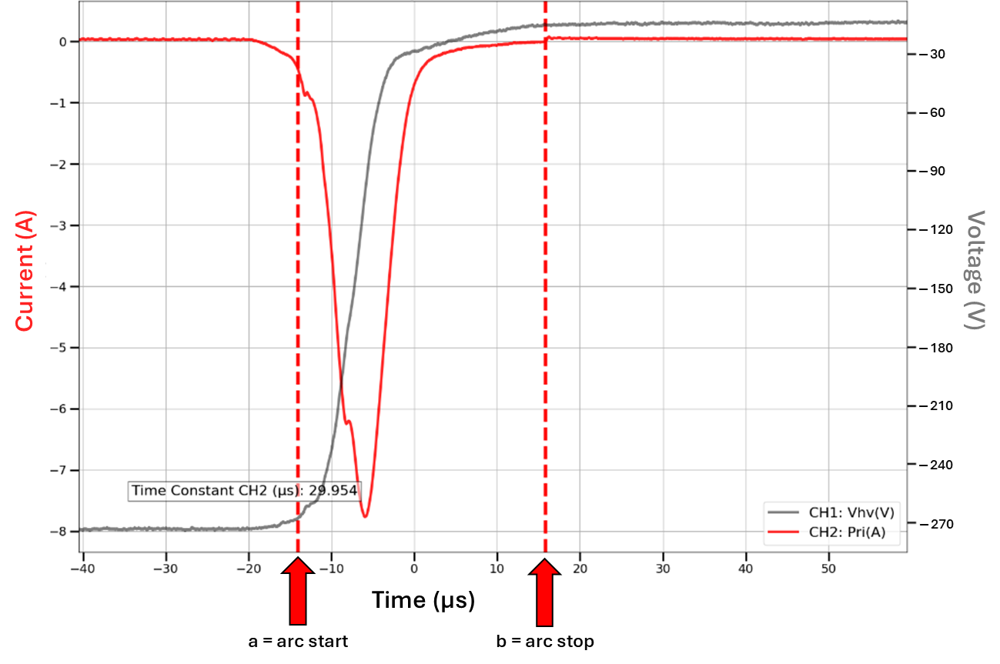 0
−1
−2
−3
−4
−5
−6
−7
−8
Current (A)
−30
−60
−90
−120
−150
−180
−210
−240
−270
Voltage (V)
Time Constant CH2 (μs): 29.954
CH1: Vhv(V)
CH2: Pri(A)
−40 −30 −20 −10 0 10 20 30 40 50
Time (μs)
a = arc start b = arc stop